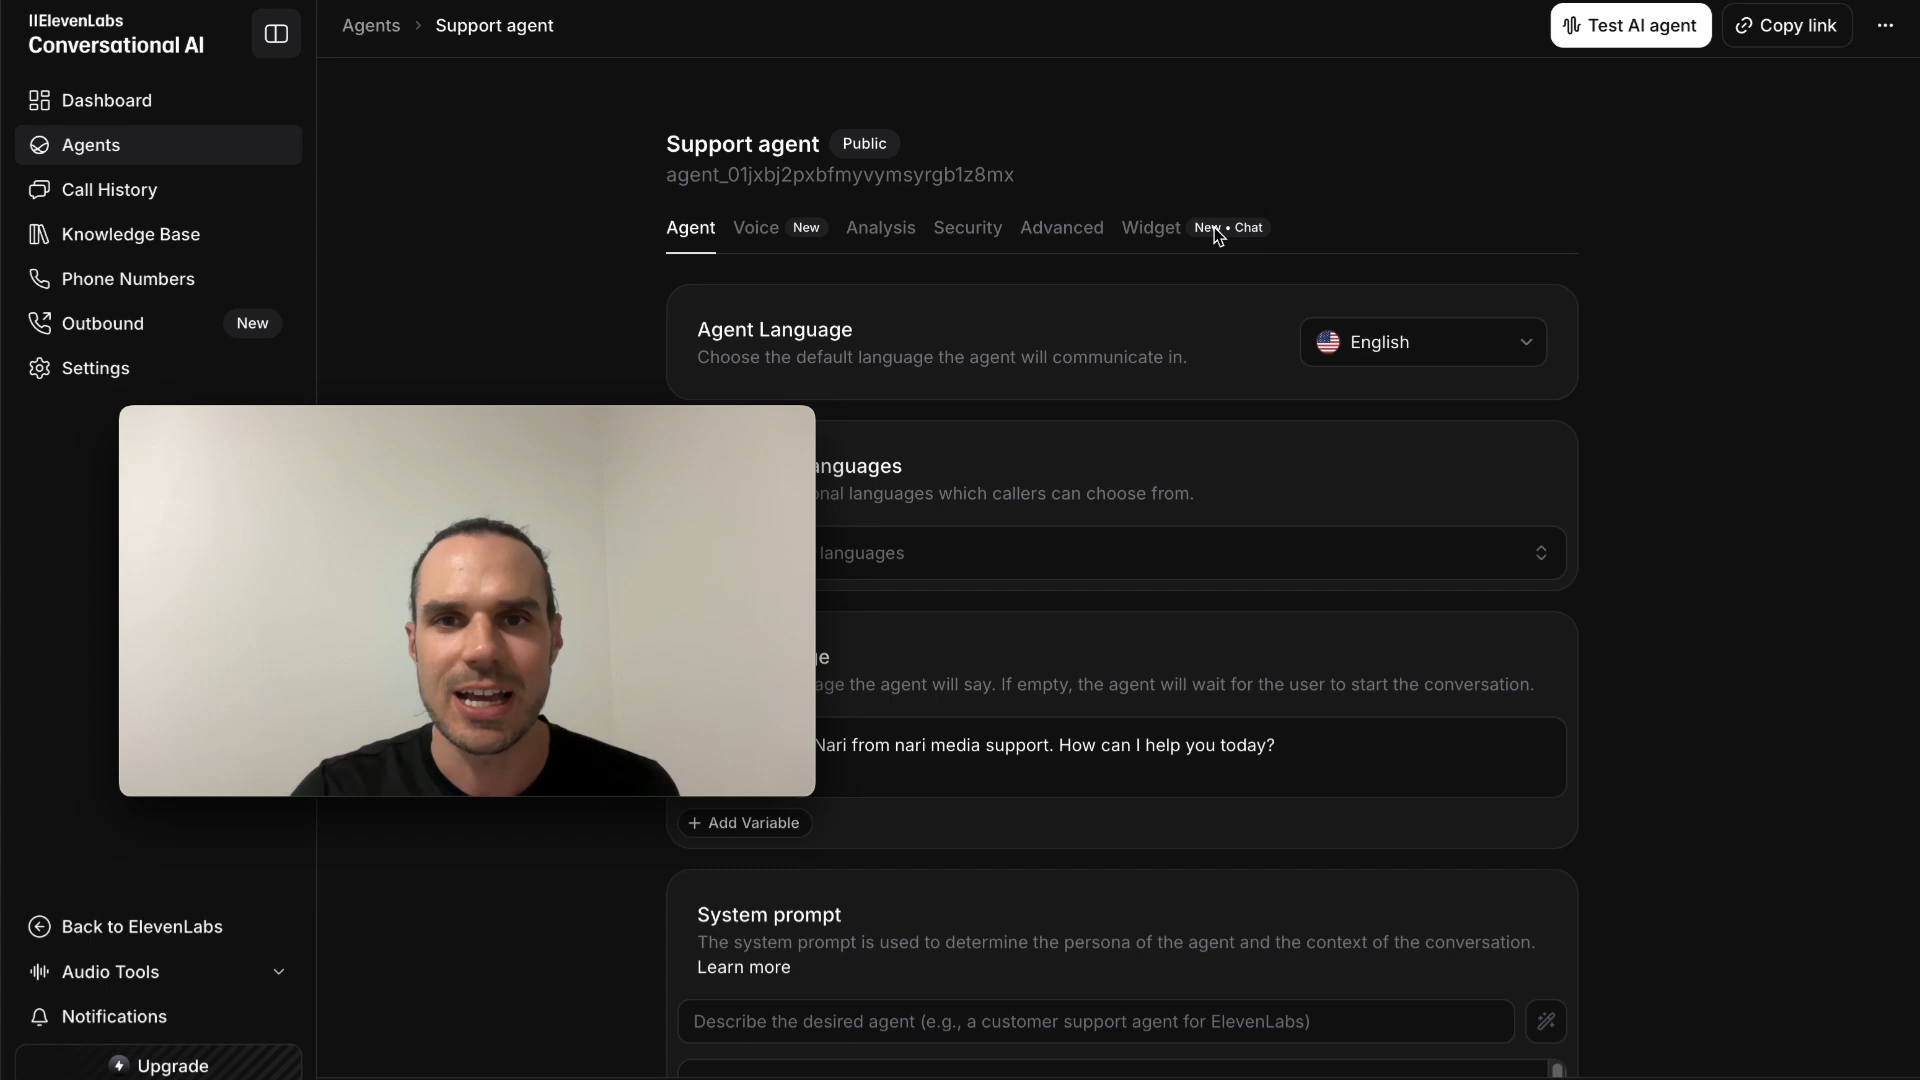 IIElevenLabs
Conversational AI
Agents
Support agent
Test AI agent
Copy link
Dashboard
Agents
Call History
Knowledge Base
Phone Numbers
Outbound
New
Settings
Support agent
Public
agent_01jxbj2pxbfmyvymsyrgb1z8mx
Agent
Voice
New
Analysis
Security
Advanced
Widget
New • Chat
Agent Language
Choose the default language the agent will communicate in.
English
anguages
languages which callers can choose from.
languages
the agent will say. If empty, the agent will wait for the user to start the conversation.
Nari from nari media support. How can I help you today?
+ Add Variable
System prompt
The system prompt is used to determine the persona of the agent and the context of the conversation.
Learn more
Describe the desired agent (e.g., a customer support agent for ElevenLabs)
Back to ElevenLabs
Audio Tools
Notifications
Upgrade